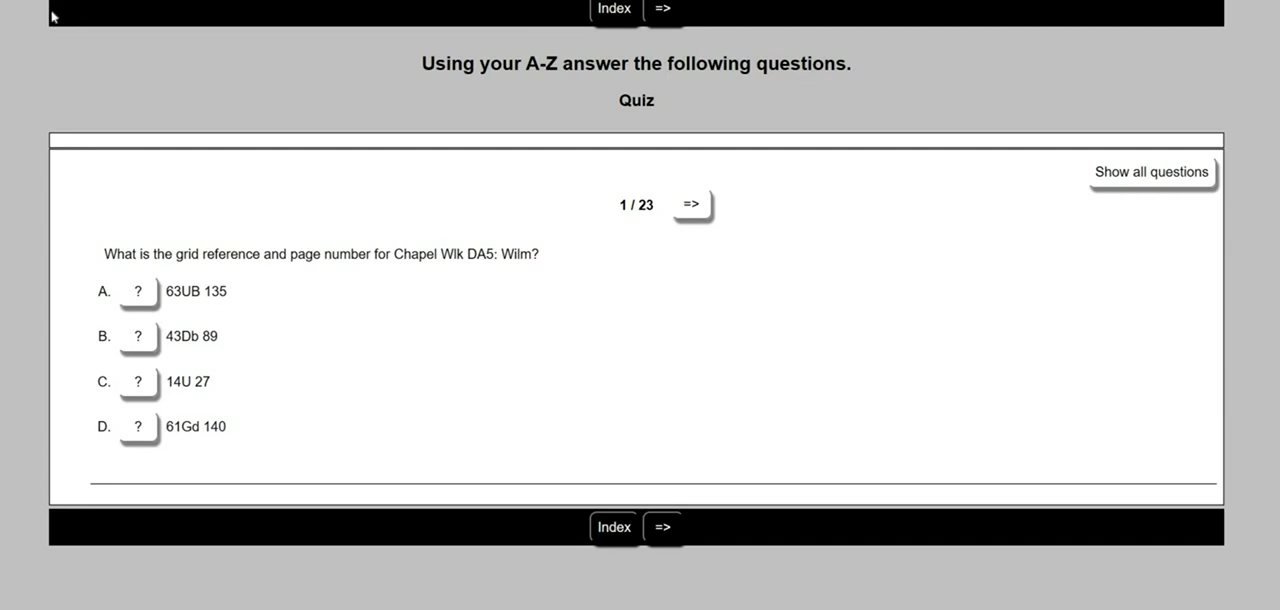 Index =>
Using your A-Z answer the following questions.
Quiz
Show all questions
1 / 23 =>
What is the grid reference and page number for Chapel Wlk DA5: Wilm?
A. ? 63UB 135
B. ? 43Db 89
C. ? 14U 27
D. ? 61Gd 140
Index =>